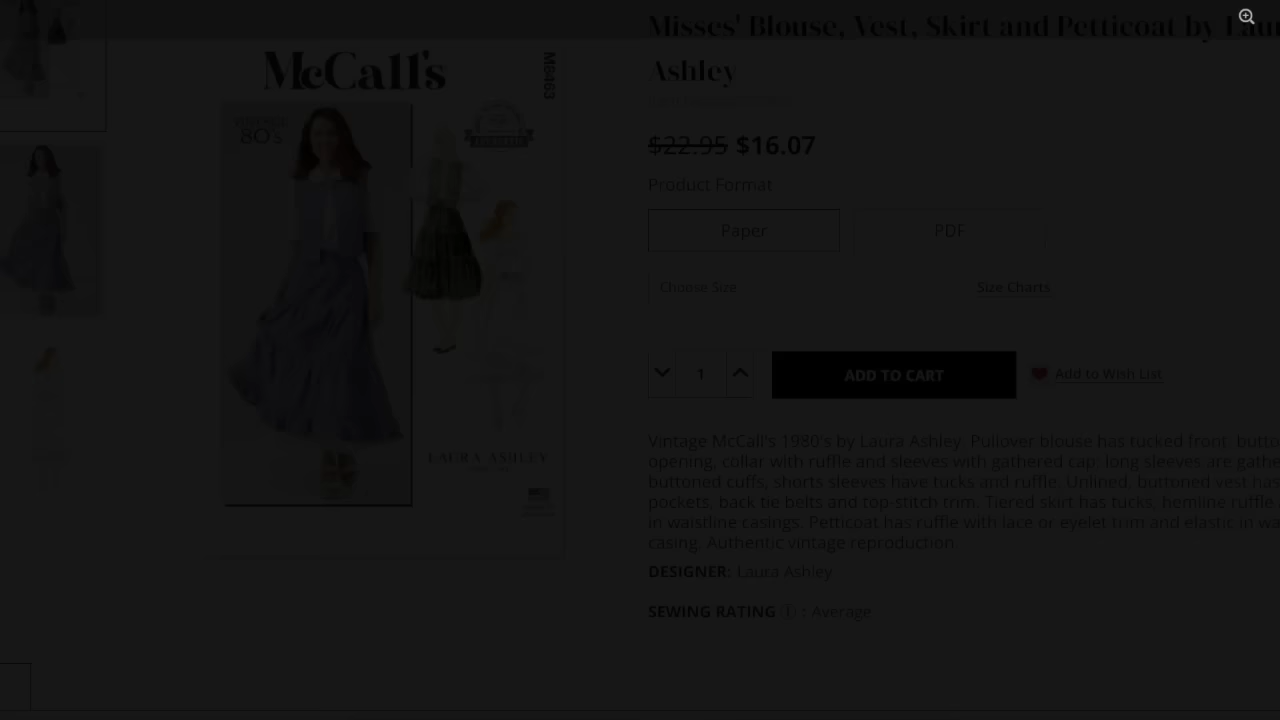 Misses' Blouse, Vest, Skirt and Petticoat by
Ashley
McCall's
M8463
VINTAGE
80's
$22.95 $16.07
Product Format
Paper
PDF
Choose Size
Size Charts
1
ADD TO CART
Add to Wish List
Vintage McCall's 1980's by Laura Ashley. Pullover blouse has tucked front,
opening, collar with ruffle and sleeves with gathered cap; long sleeves are
buttoned cuffs, shorts sleeves have tucks and ruffle. Unlined, buttoned vest has
pockets, back tie belts and top-stitch trim. Tiered skirt has tucks, hemline ruffle
in waistline casings. Petticoat has ruffle with lace or eyelet trim and elastic in
casing. Authentic vintage reproduction.
LAURA ASHLEY
DESIGNER: Laura Ashley
SEWING RATING ⓘ : Average